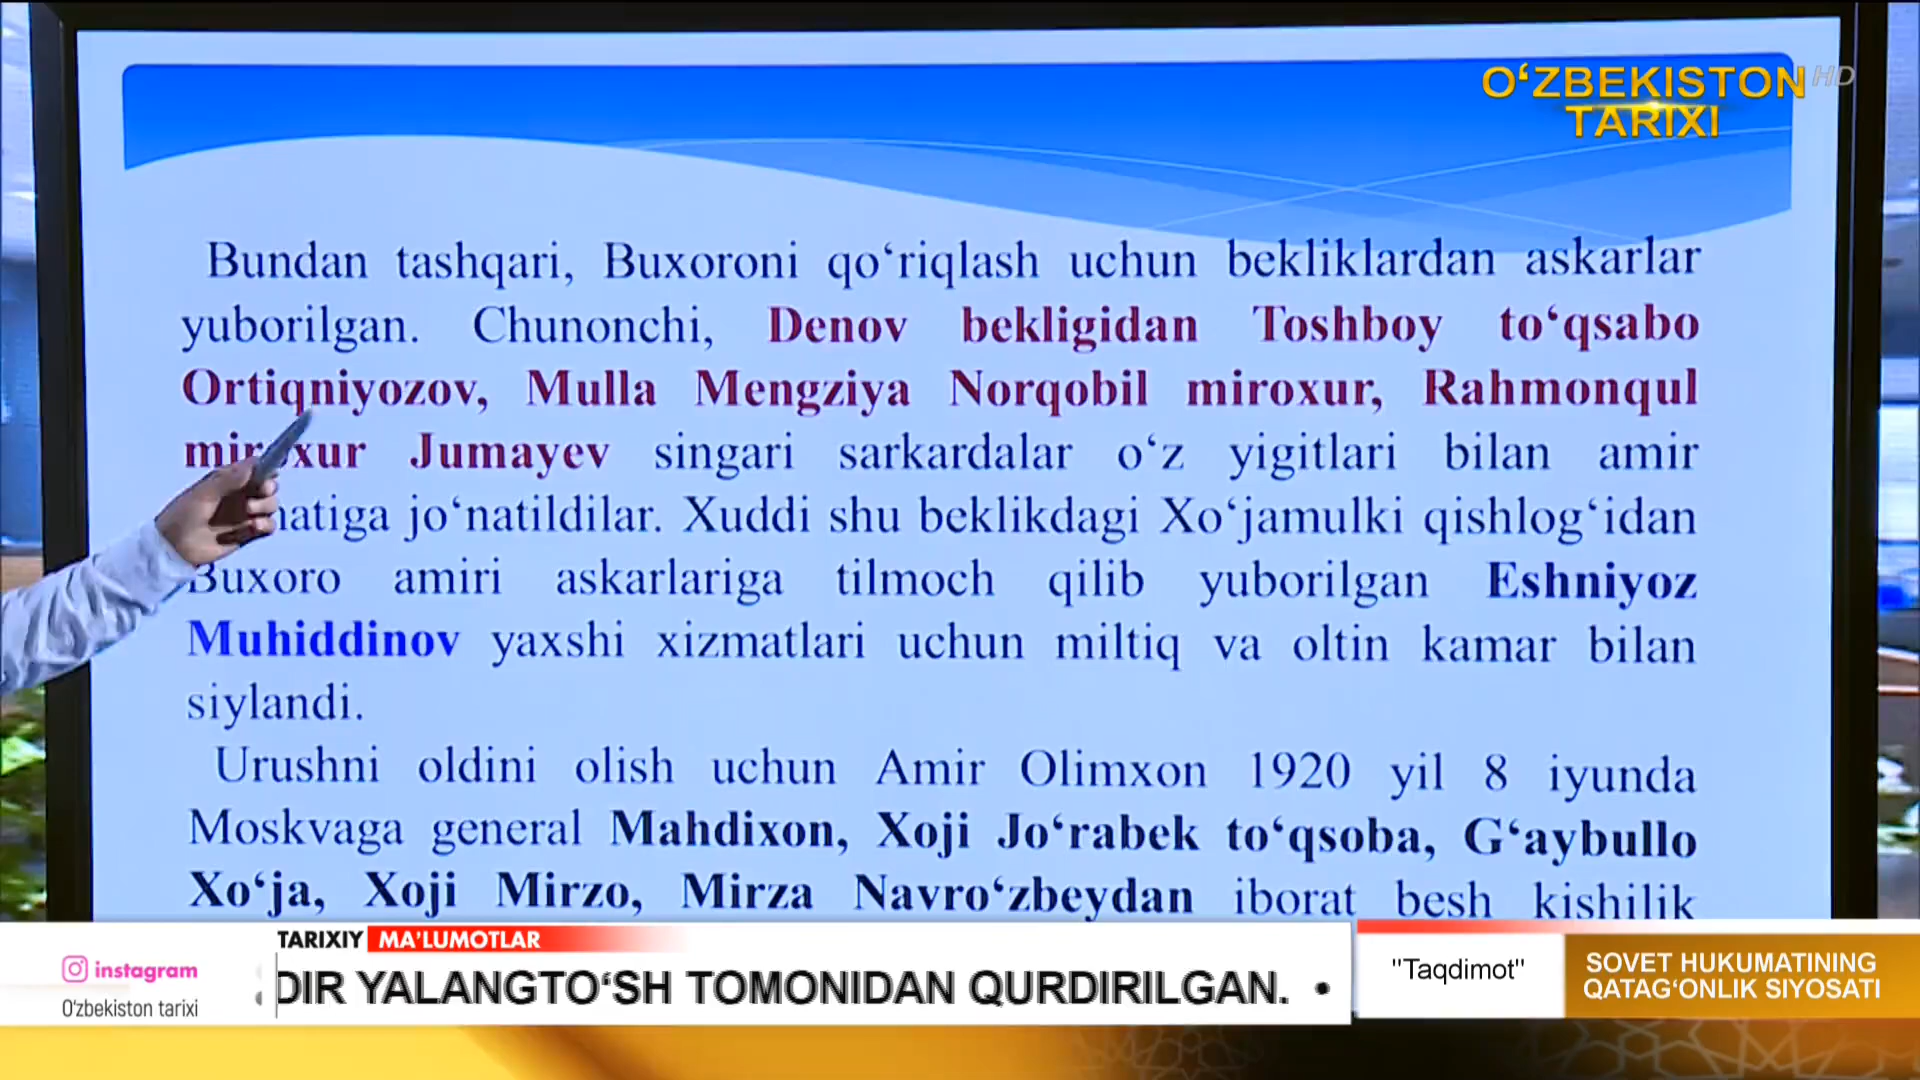 O‘ZBEKISTON HD
TARIXI
Bundan tashqari, Buxoroni qo‘riqlash uchun bekliklardan askarlar
yuborilgan. Chunonchi, Denov bekligidan Toshboy to‘qsabo
Ortiqniyozov, Mulla Mengziya Norqobil miroxur, Rahmonqul
miroxur Jumayev singari sarkardalar o‘z yigitlari bilan amir
jo‘natildilar. Xuddi shu beklikdagi Xo‘jamulki qishlog‘idan
Buxoro amiri askarlariga tilmoch qilib yuborilgan Eshniyoz
Muhiddinov yaxshi xizmatlari uchun miltiq va oltin kamar bilan
siylandi.
Urushni oldini olish uchun Amir Olimxon 1920 yil 8 iyunda
Moskvaga general Mahdixon, Xoji Jo‘rabek to‘qsoba, G‘aybullo
Xo‘ja, Xoji Mirzo, Mirza Navro‘zbeydan iborat besh kishilik
TARIXIY MA’LUMOTLAR
instagram
O‘zbekiston tarixi
DIR YALANGTO‘SH TOMONIDAN QURDIRILGAN. •
"Taqdimot"
SOVET HUKUMATINING
QATAG‘ONLIK SIYOSATI